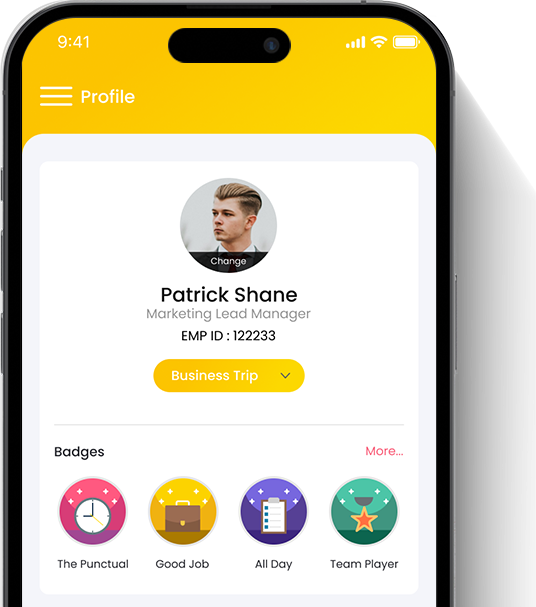 9:41
Profile
Change
Patrick Shane
Marketing Lead Manager
EMP ID : 122233
Business Trip
Badges More...
The Punctual Good Job All Day Team Player